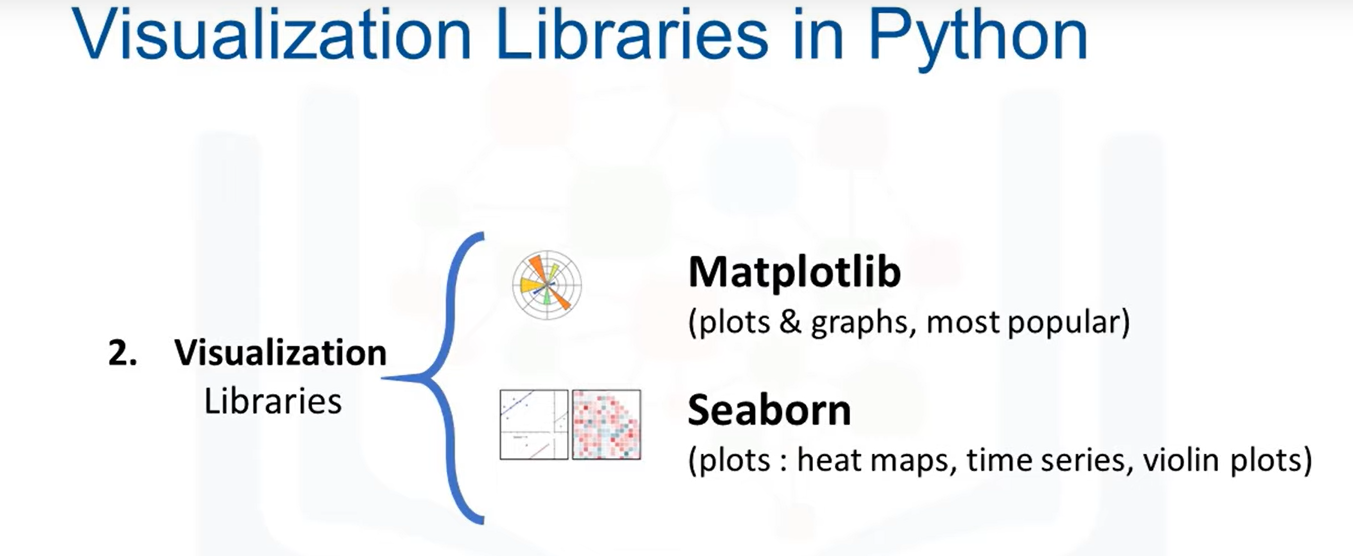 Visualization Libraries in Python
2. Visualization
Libraries
Matplotlib
(plots & graphs, most popular)
Seaborn
(plots : heat maps, time series, violin plots)